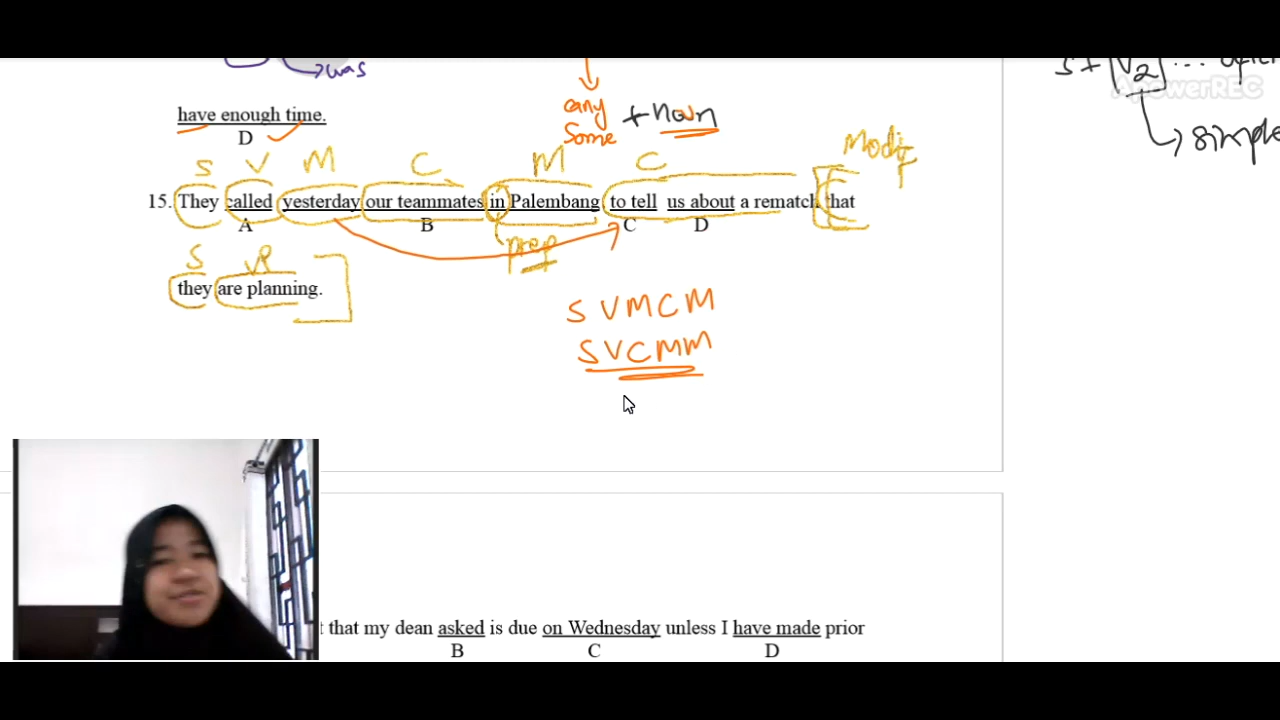 was
have enough time.
D
any
some
+ noun
S + V2 ...
ApowerREC
simple
S V M C M C
Modif
15. They called yesterday our teammates in Palembang to tell us about a rematch that
A B C D
prep
S VP
they are planning.
S V M C M
S V C M M
that my dean asked is due on Wednesday unless I have made prior
B C D